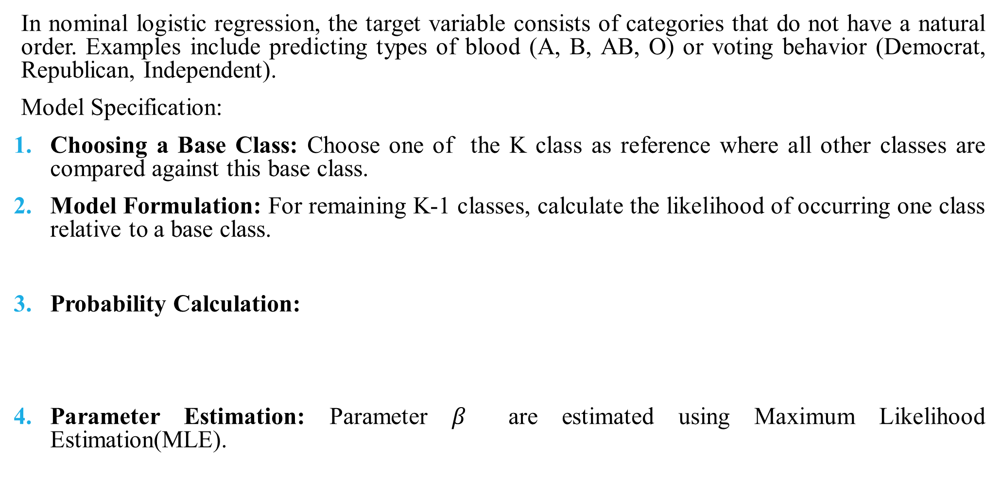 In nominal logistic regression, the target variable consists of categories that do not have a natural
order. Examples include predicting types of blood (A, B, AB, O) or voting behavior (Democrat,
Republican, Independent).
Model Specification:
1. Choosing a Base Class: Choose one of the K class as reference where all other classes are
compared against this base class.
2. Model Formulation: For remaining K-1 classes, calculate the likelihood of occurring one class
relative to a base class.
3. Probability Calculation:
4. Parameter Estimation: Parameter β are estimated using Maximum Likelihood
Estimation(MLE).